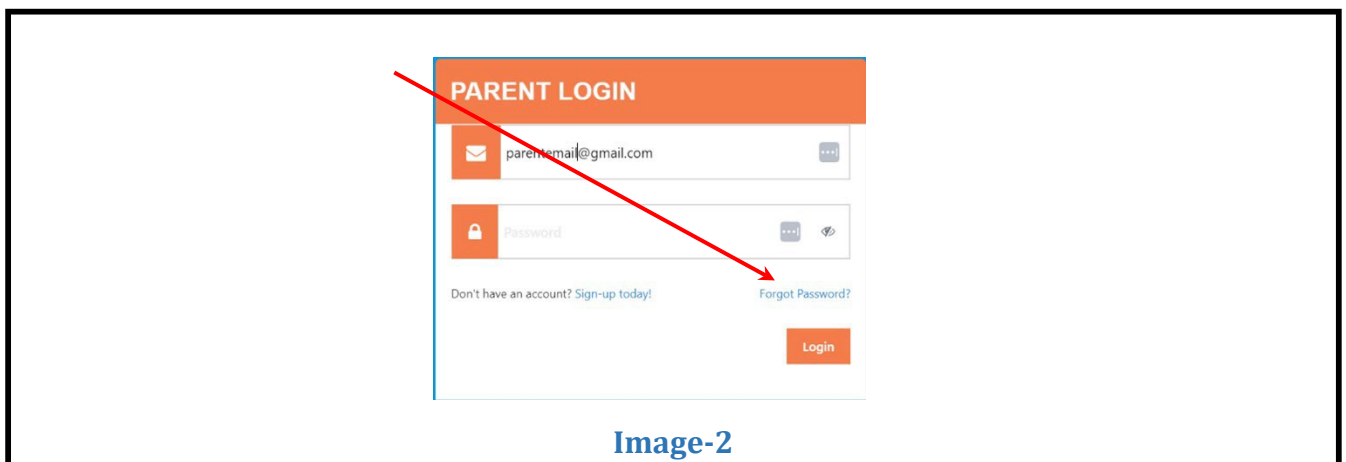 PARENT LOGIN
parentemail@gmail.com
Password
Don't have an account? Sign-up today! Forgot Password?
Login
Image-2